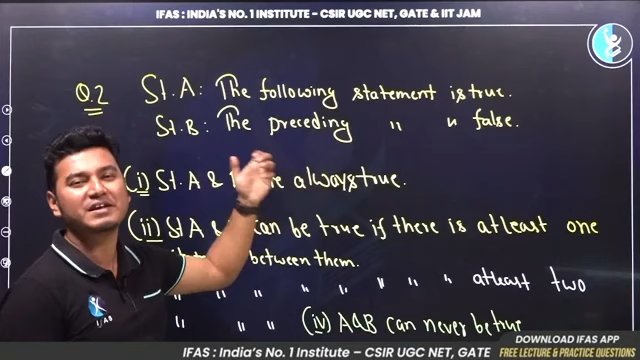 IFAS : INDIA'S NO. 1 INSTITUTE – CSIR UGC NET, GATE & IIT JAM
Q.2 St. A: The following statement is true.
St. B: The preceding " " false.
(i) St. A & always true.
(ii) St A & can be true if there is atleast one
between them.
" " " " " " " " atleast two
" " " (iv) A & B can never be true
IFAS
DOWNLOAD IFAS APP
FREE LECTURE & PRACTICE QUESTIONS
IFAS : India's No. 1 Institute – CSIR UGC NET, GATE